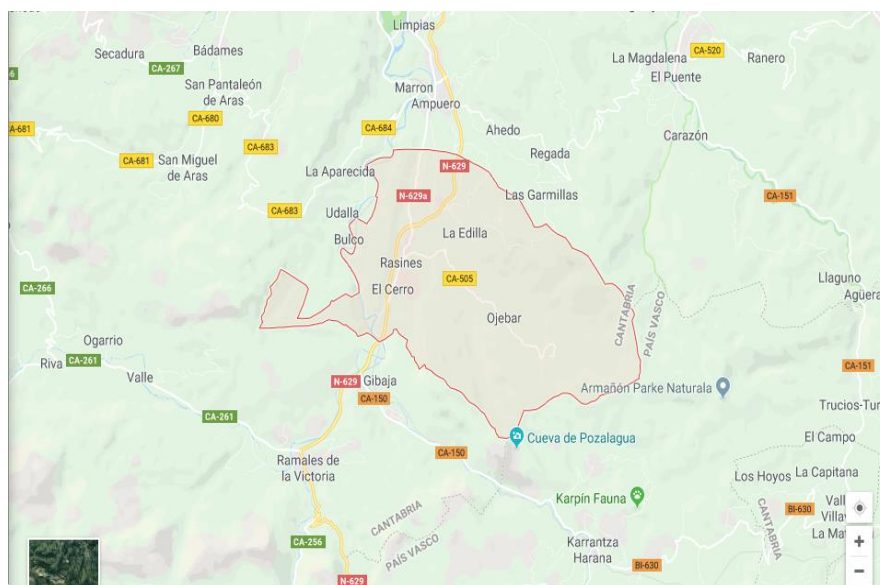 Limpias
CA-520
Secadura
Bádames
La Magdalena
Ranero
CA-267
El Puente
San Pantaleón
de Aras
Marron
Ampuero
CA-680
CA-684
Ahedo
Carazón
A-681
CA-683
Regada
CA-681
San Miguel
de Aras
La Aparecida
N-629
N-629a
Las Garmillas
CA-151
CA-683
Udalla
Bulco
La Edilla
Rasines
CA-505
CA-266
El Cerro
Llaguno
Agüera
Ojebar
CANTABRIA
PAÍS VASCO
Ogarrio
CA-261
Riva
Valle
N-629
Gibaja
CA-150
Armañón Parke Naturala
CA-151
Trucios-Tur
CA-261
Cueva de Pozalagua
El Campo
CA-150
Ramales de
la Victoria
Los Hoyos
La Capitana
Karpín Fauna
CANTABRIA
PAÍS VASCO
CANTABRIA
BI-630
Villav
La Ma
CA-256
Karrantza
Harana
BI-630
N-629